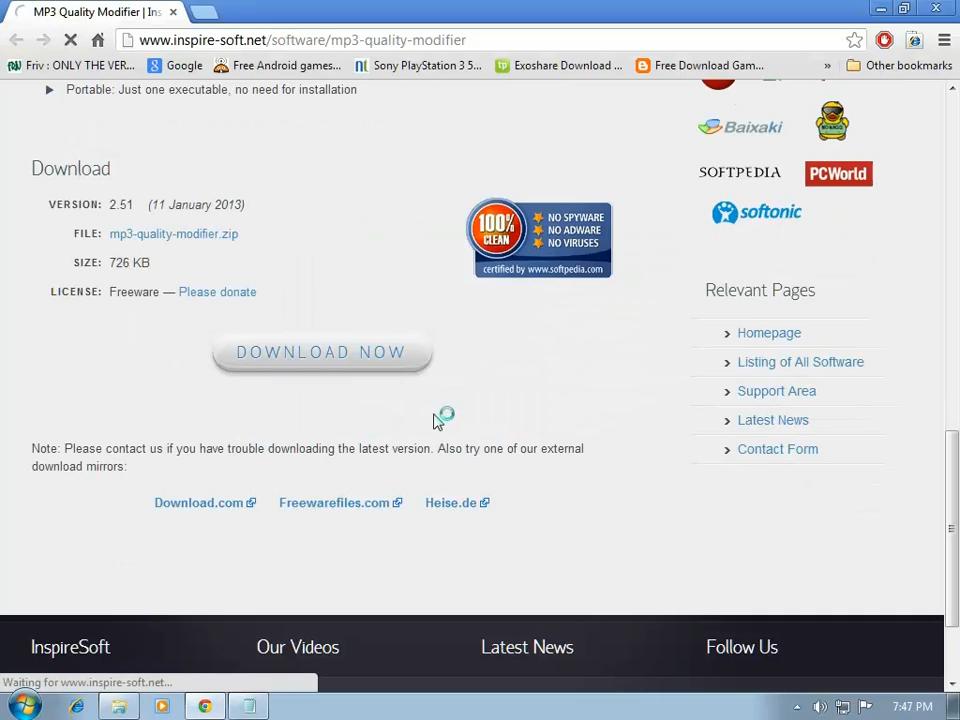 MP3 Quality Modifier | Ins
www.inspire-soft.net/software/mp3-quality-modifier
Friv : ONLY THE VER...
Google
Free Android games...
Sony PlayStation 3 5...
Exoshare Download ...
Free Download Gam...
»
Other bookmarks
Portable: Just one executable, no need for installation
Baixaki
Download
SOFTPEDIA
PCWorld
VERSION: 2.51 (11 January 2013)
softonic
FILE: mp3-quality-modifier.zip
100% CLEAN
NO SPYWARE
NO ADWARE
NO VIRUSES
certified by www.softpedia.com
SIZE: 726 KB
LICENSE: Freeware — Please donate
Relevant Pages
Homepage
DOWNLOAD NOW
Listing of All Software
Support Area
Latest News
Contact Form
Note: Please contact us if you have trouble downloading the latest version. Also try one of our external
download mirrors:
Download.com
Freewarefiles.com
Heise.de
InspireSoft
Our Videos
Latest News
Follow Us
Waiting for www.inspire-soft.net...
7:47 PM